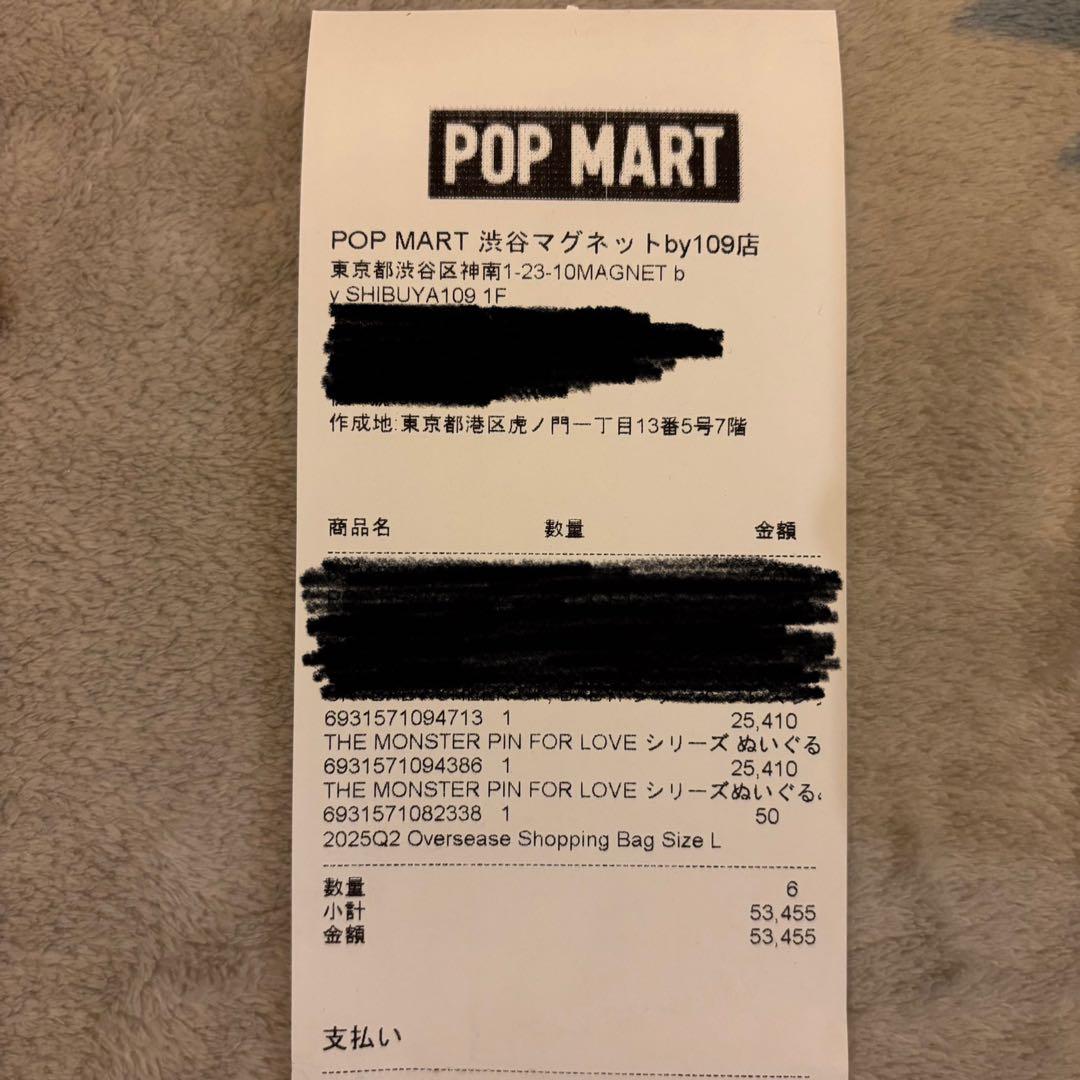 POP MART
POP MART 渋谷マグネットby109店
東京都渋谷区神南1-23-10MAGNET b
y SHIBUYA109 1F
作成地:東京都港区虎ノ門一丁目13番5号7階
商品名 数量 金額
6931571094713 1 25,410
THE MONSTER PIN FOR LOVE シリーズ ぬいぐる
6931571094386 1 25,410
THE MONSTER PIN FOR LOVE シリーズぬいぐる
6931571082338 1 50
2025Q2 Oversease Shopping Bag Size L
数量 6
小計 53,455
金額 53,455
支払い